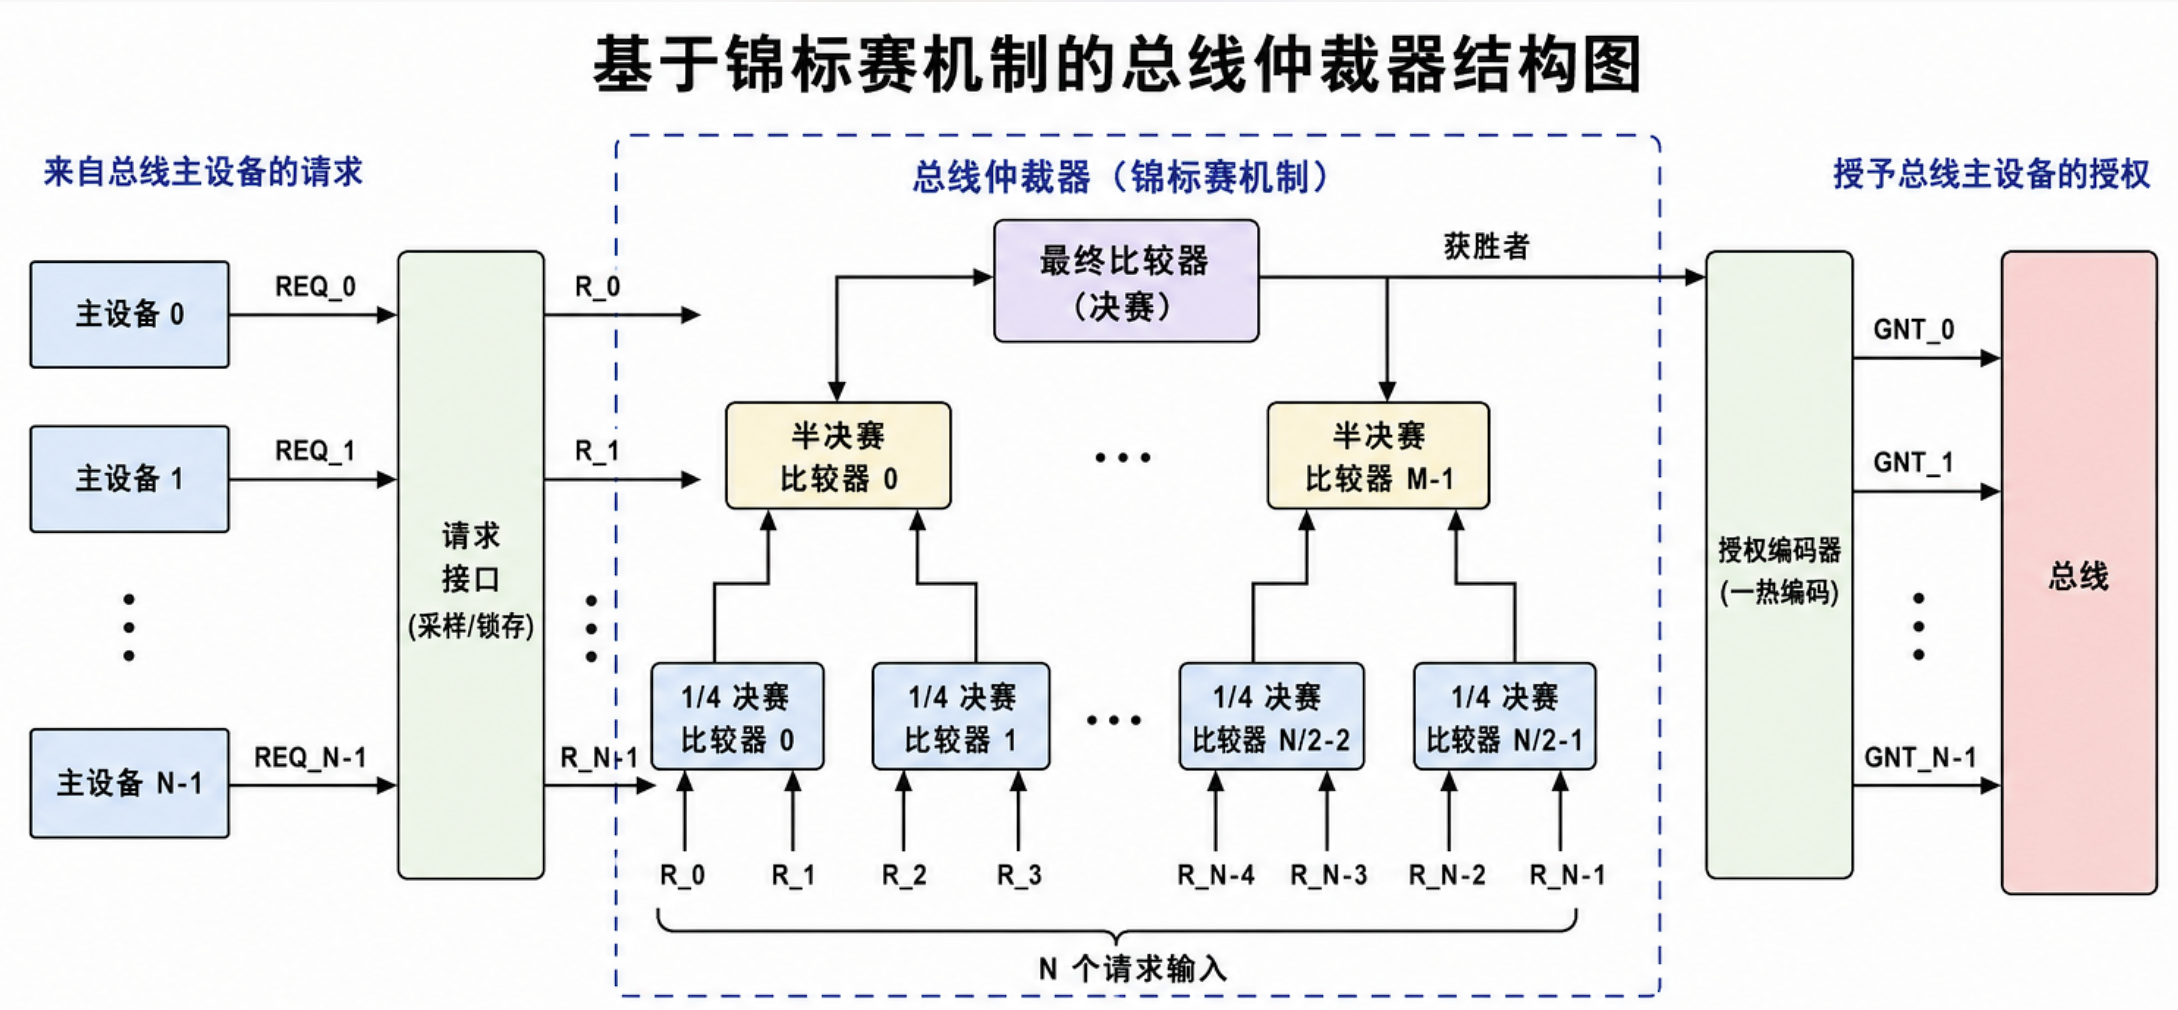 基于锦标赛机制的总线仲裁器结构图
来自总线主设备的请求
总线仲裁器（锦标赛机制）
授予总线主设备的授权
主设备 0
REQ_0
主设备 1
REQ_1
主设备 N-1
REQ_N-1
请求
接口
(采样/锁存)
R_0
R_1
R_N-1
最终比较器
（决赛）
获胜者
半决赛
比较器 0
半决赛
比较器 M-1
1/4 决赛
比较器 0
1/4 决赛
比较器 1
1/4 决赛
比较器 N/2-2
1/4 决赛
比较器 N/2-1
R_0
R_1
R_2
R_3
R_N-4
R_N-3
R_N-2
R_N-1
N 个请求输入
授权编码器
(一热编码)
GNT_0
GNT_1
GNT_N-1
总线